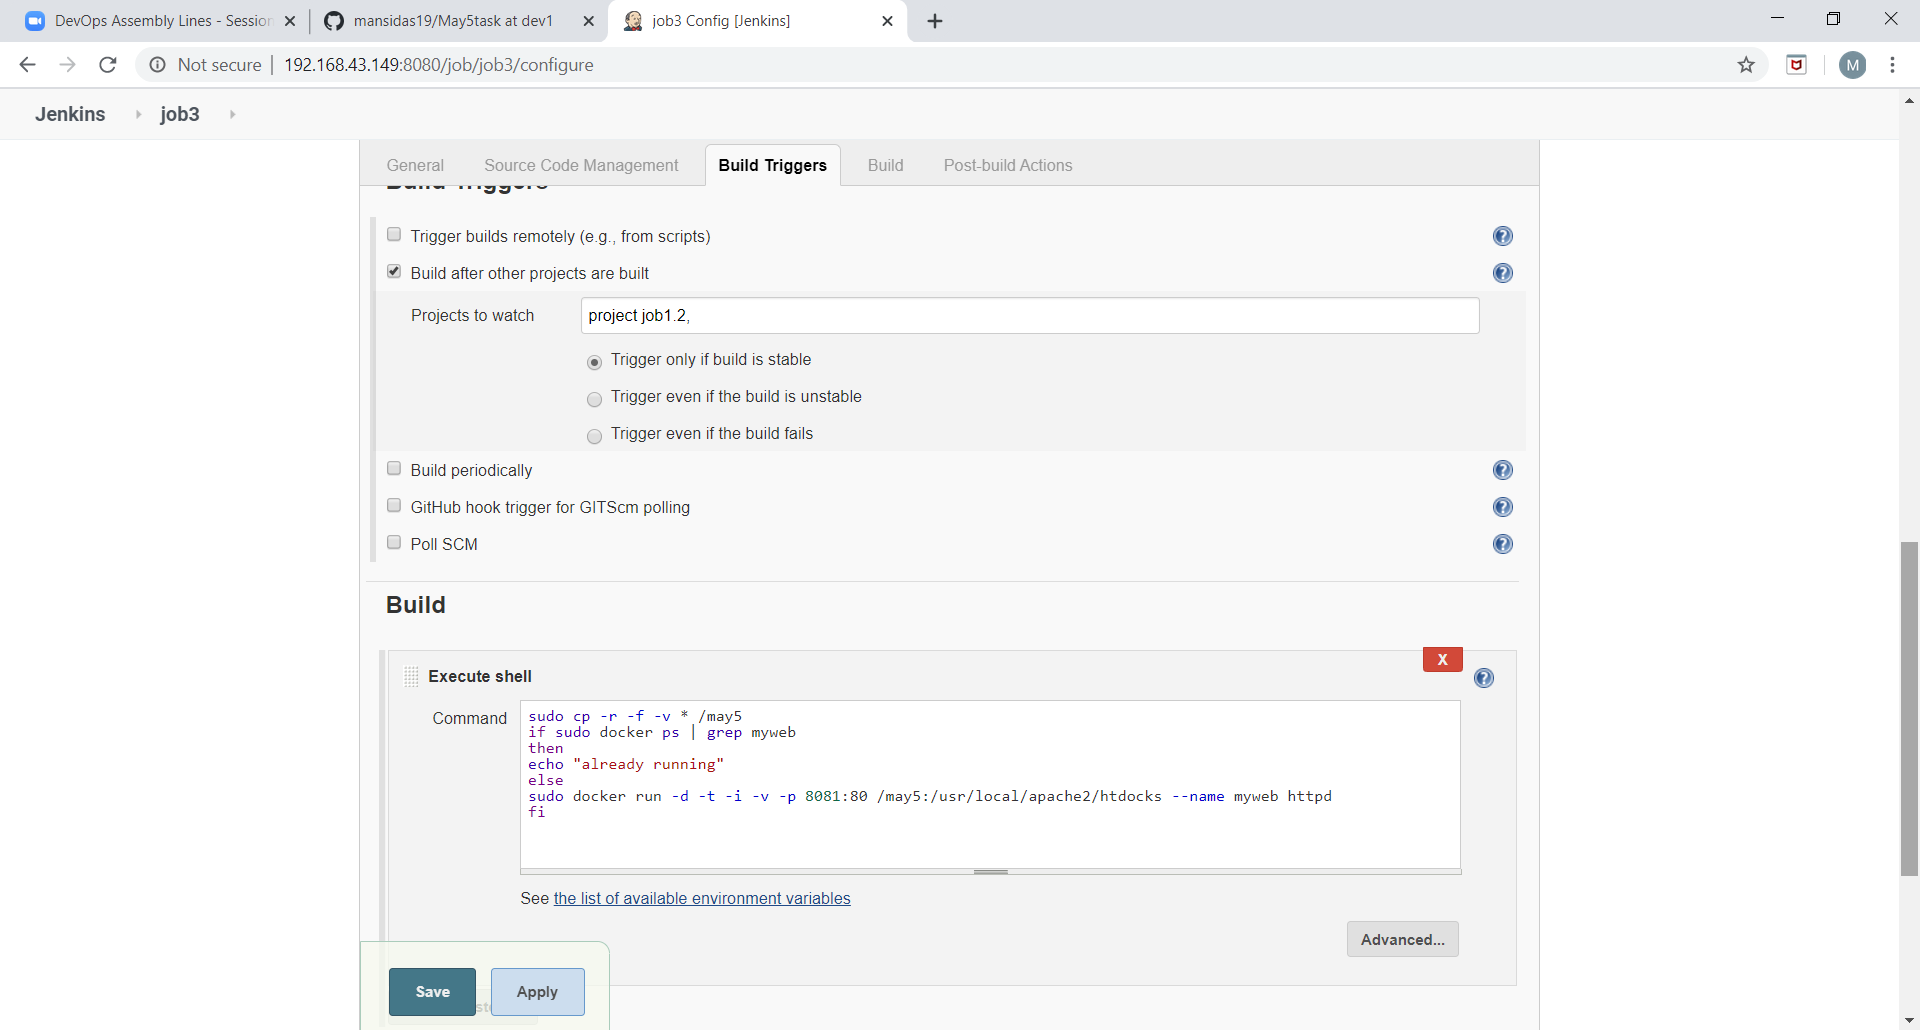 DevOps Assembly Lines - Session
mansidas19/May5task at dev1
job3 Config [Jenkins]
Not secure
192.168.43.149:8080/job/job3/configure
M
Jenkins
job3
General
Source Code Management
Build Triggers
Build
Post-build Actions
Build Triggers
Trigger builds remotely (e.g., from scripts)
Build after other projects are built
Projects to watch
project job1.2,
Trigger only if build is stable
Trigger even if the build is unstable
Trigger even if the build fails
Build periodically
GitHub hook trigger for GITScm polling
Poll SCM
Build
X
Execute shell
Command
sudo cp -r -f -v * /may5
if sudo docker ps | grep myweb
then
echo "already running"
else
sudo docker run -d -t -i -v -p 8081:80 /may5:/usr/local/apache2/htdocks --name myweb httpd
fi
See the list of available environment variables
Advanced...
Save
Apply